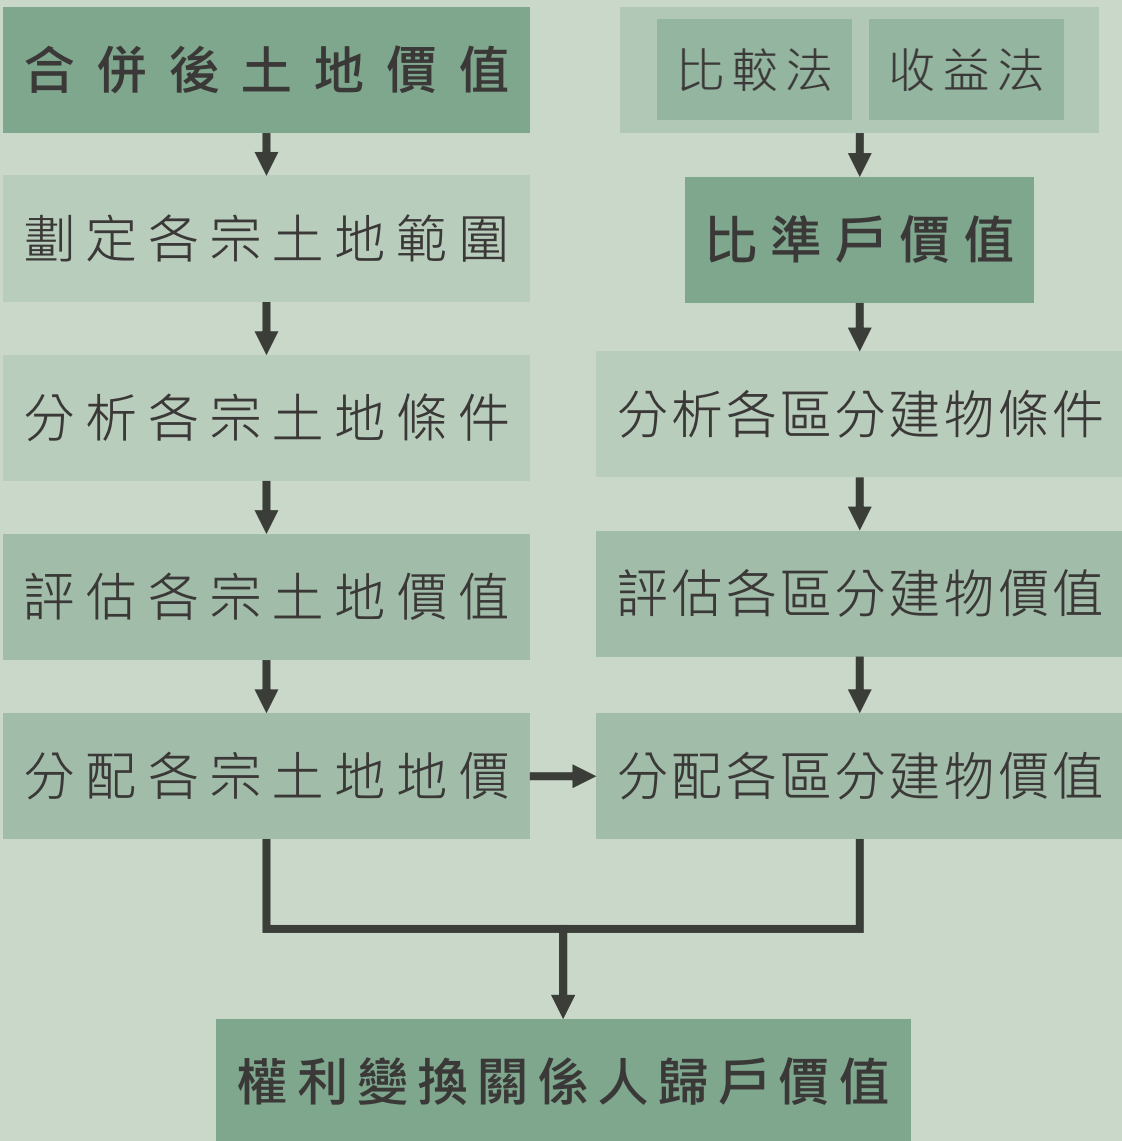 合併後土地價值
劃定各宗土地範圍
分析各宗土地條件
評估各宗土地價值
分配各宗土地地價
比較法
收益法
比準戶價值
分析各區分建物條件
評估各區分建物價值
分配各區分建物價值
權利變換關係人歸戶價值